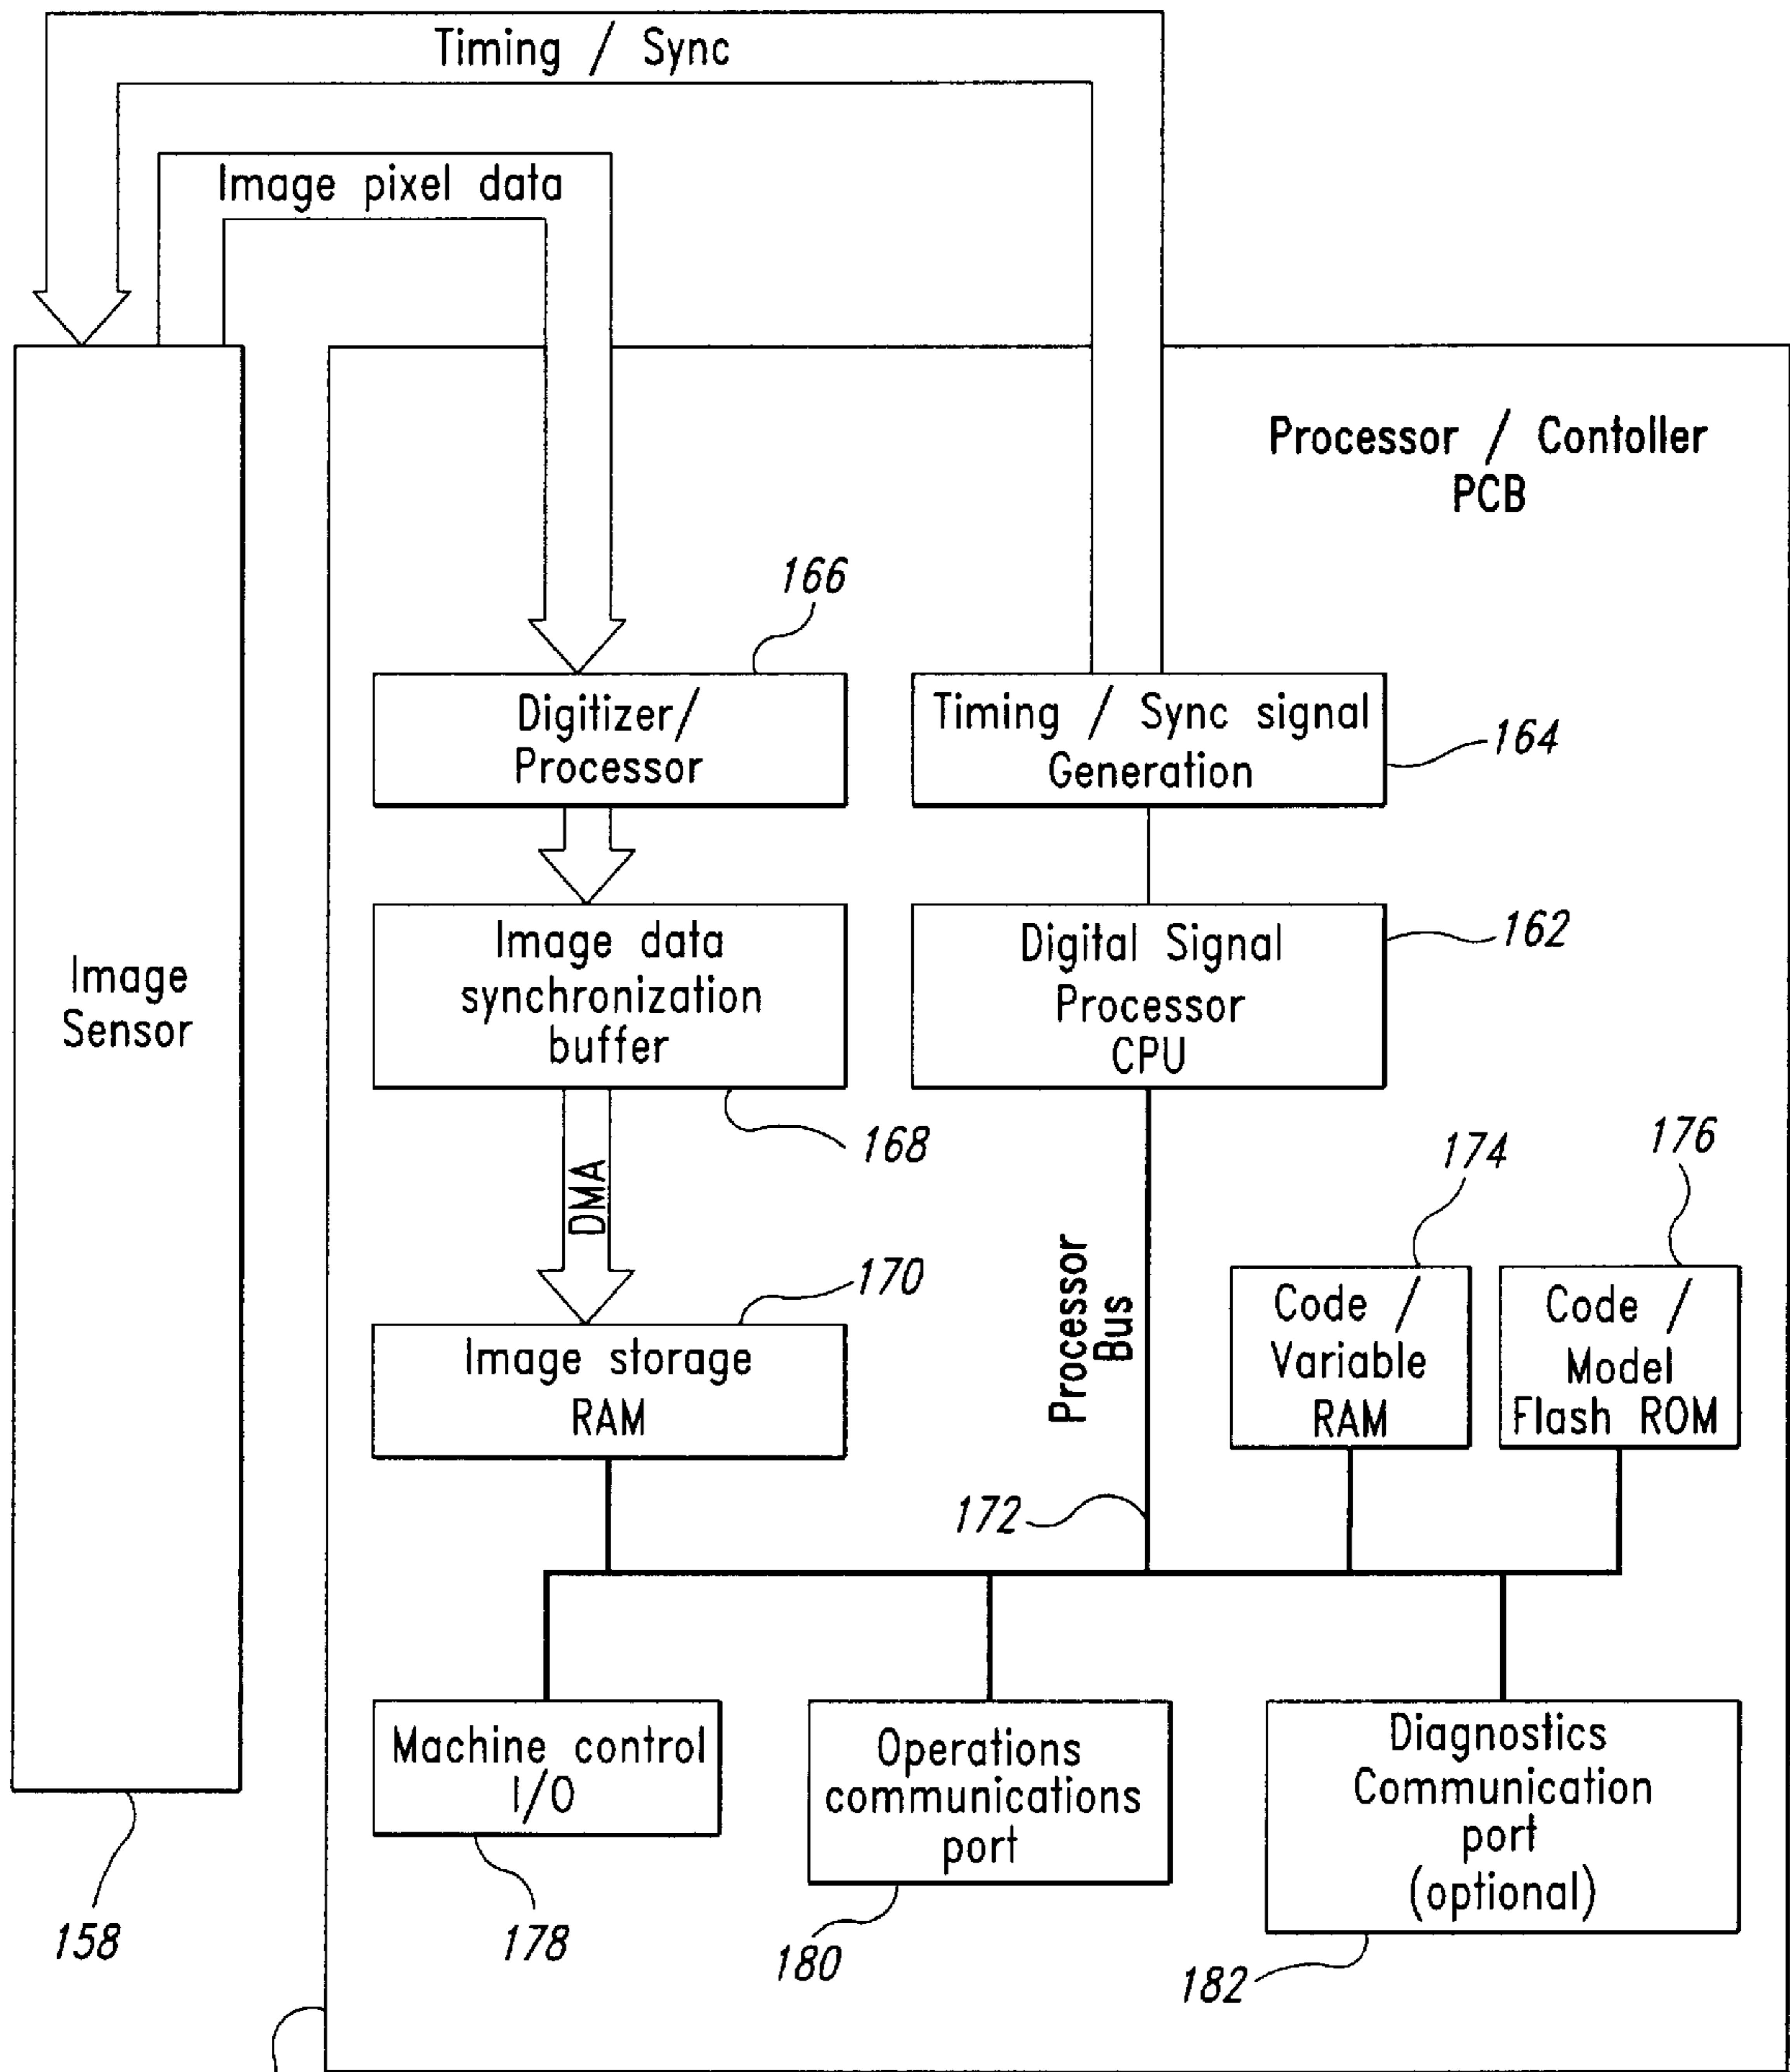 Timing / Sync
Image pixel data
Processor / Contoller
PCB
166
Digitizer/
Processor
Timing / Sync signal
Generation
164
Image data
synchronization
buffer
168
Digital Signal
Processor
CPU
162
Image
Sensor
DMA
170
Image storage
RAM
Processor
Bus
172
174
Code /
Variable
RAM
176
Code /
Model
Flash ROM
Machine control
I/O
178
Operations
communications
port
180
Diagnostics
Communication
port
(optional)
182
158